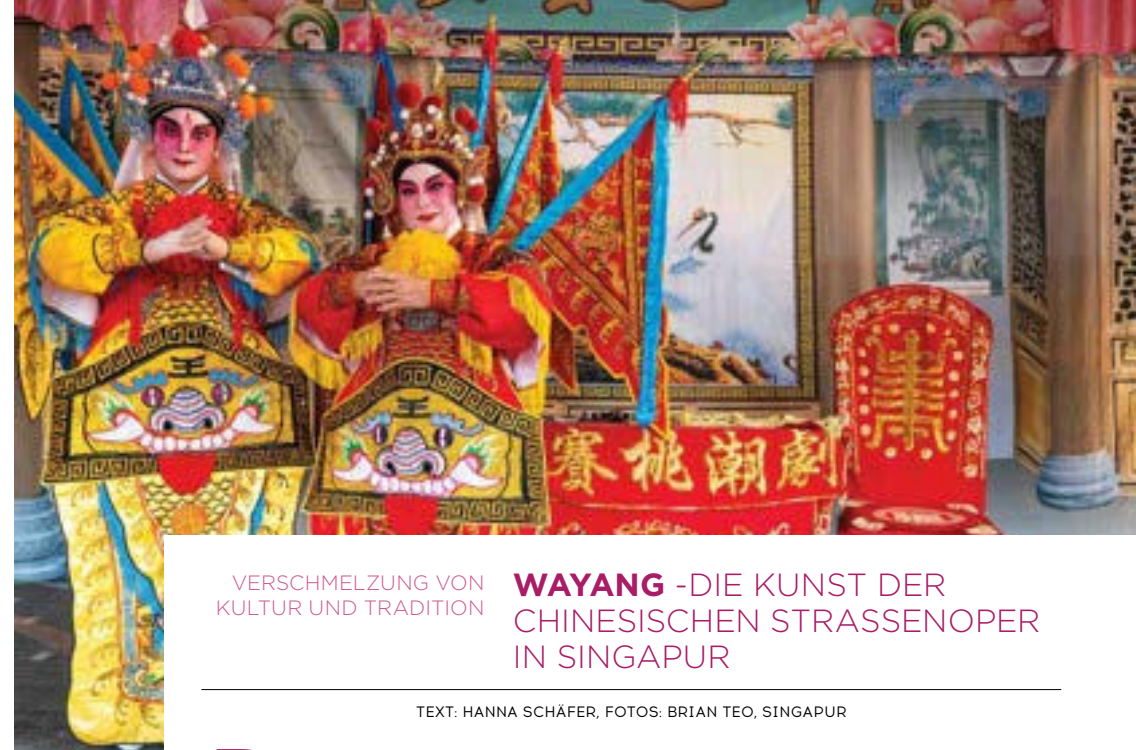 賽桃潮劇
VERSCHMELZUNG VON
KULTUR UND TRADITION
WAYANG -DIE KUNST DER
CHINESISCHEN STRASSENOPER
IN SINGAPUR
TEXT: HANNA SCHÄFER, FOTOS: BRIAN TEO, SINGAPUR